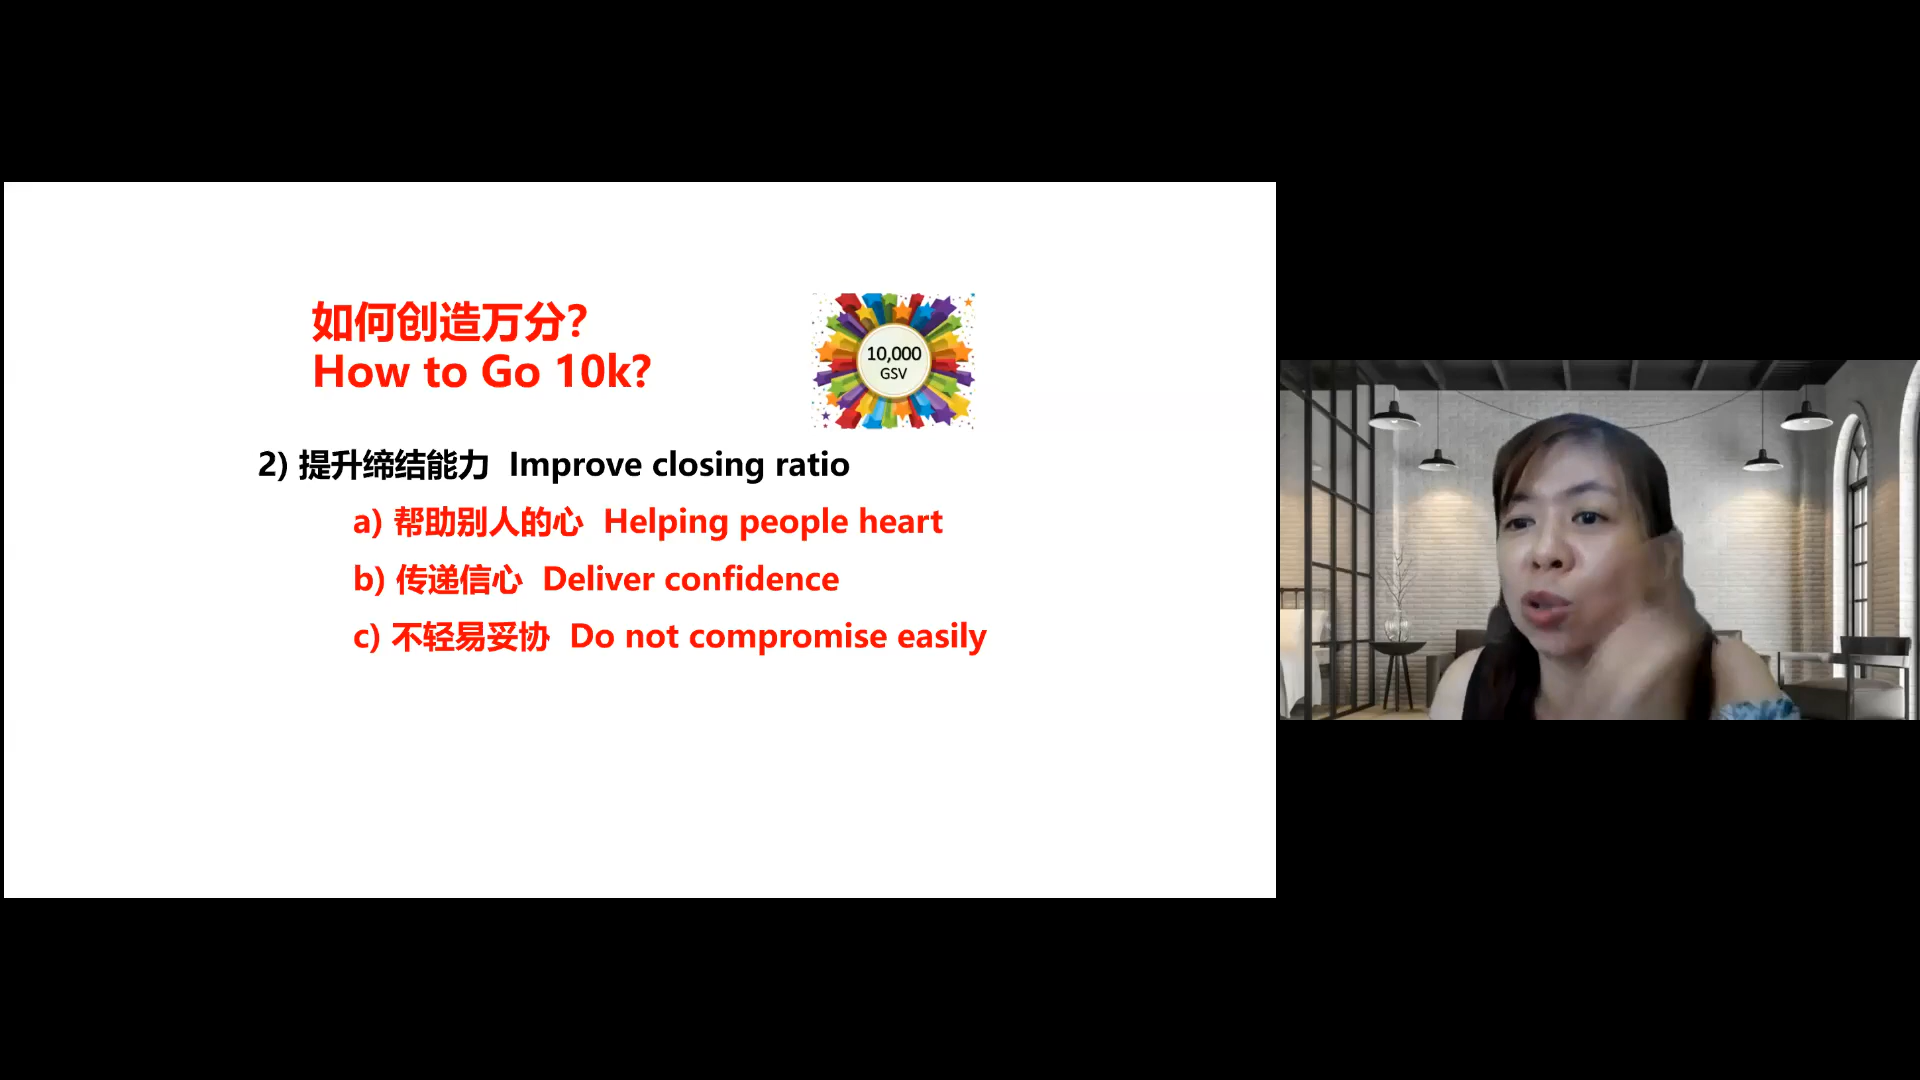 如何创造万分?
How to Go 10k?
10,000
GSV
2) 提升缔结能力 Improve closing ratio
a) 帮助别人的心 Helping people heart
b) 传递信心 Deliver confidence
c) 不轻易妥协 Do not compromise easily